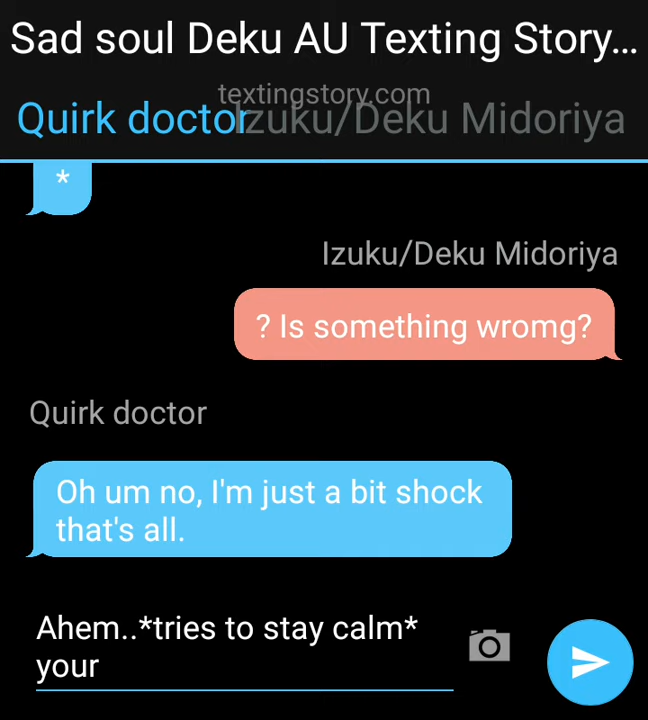 Sad soul Deku AU Texting Story...
textingstory.com
Quirk doctor
Izuku/Deku Midoriya
*
Izuku/Deku Midoriya
? Is something wromg?
Quirk doctor
Oh um no, I'm just a bit shock
that's all.
Ahem..*tries to stay calm*
your